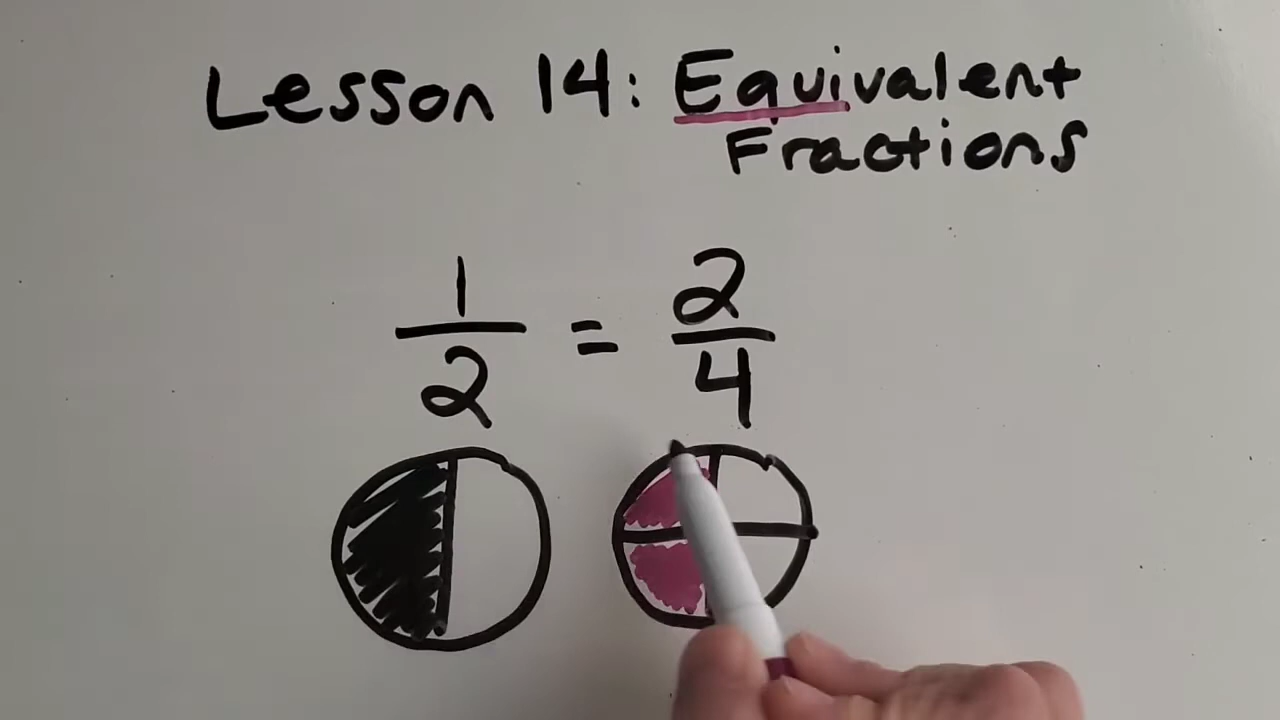 Lesson 14: Equivalent
Fractions
1/2 = 2/4